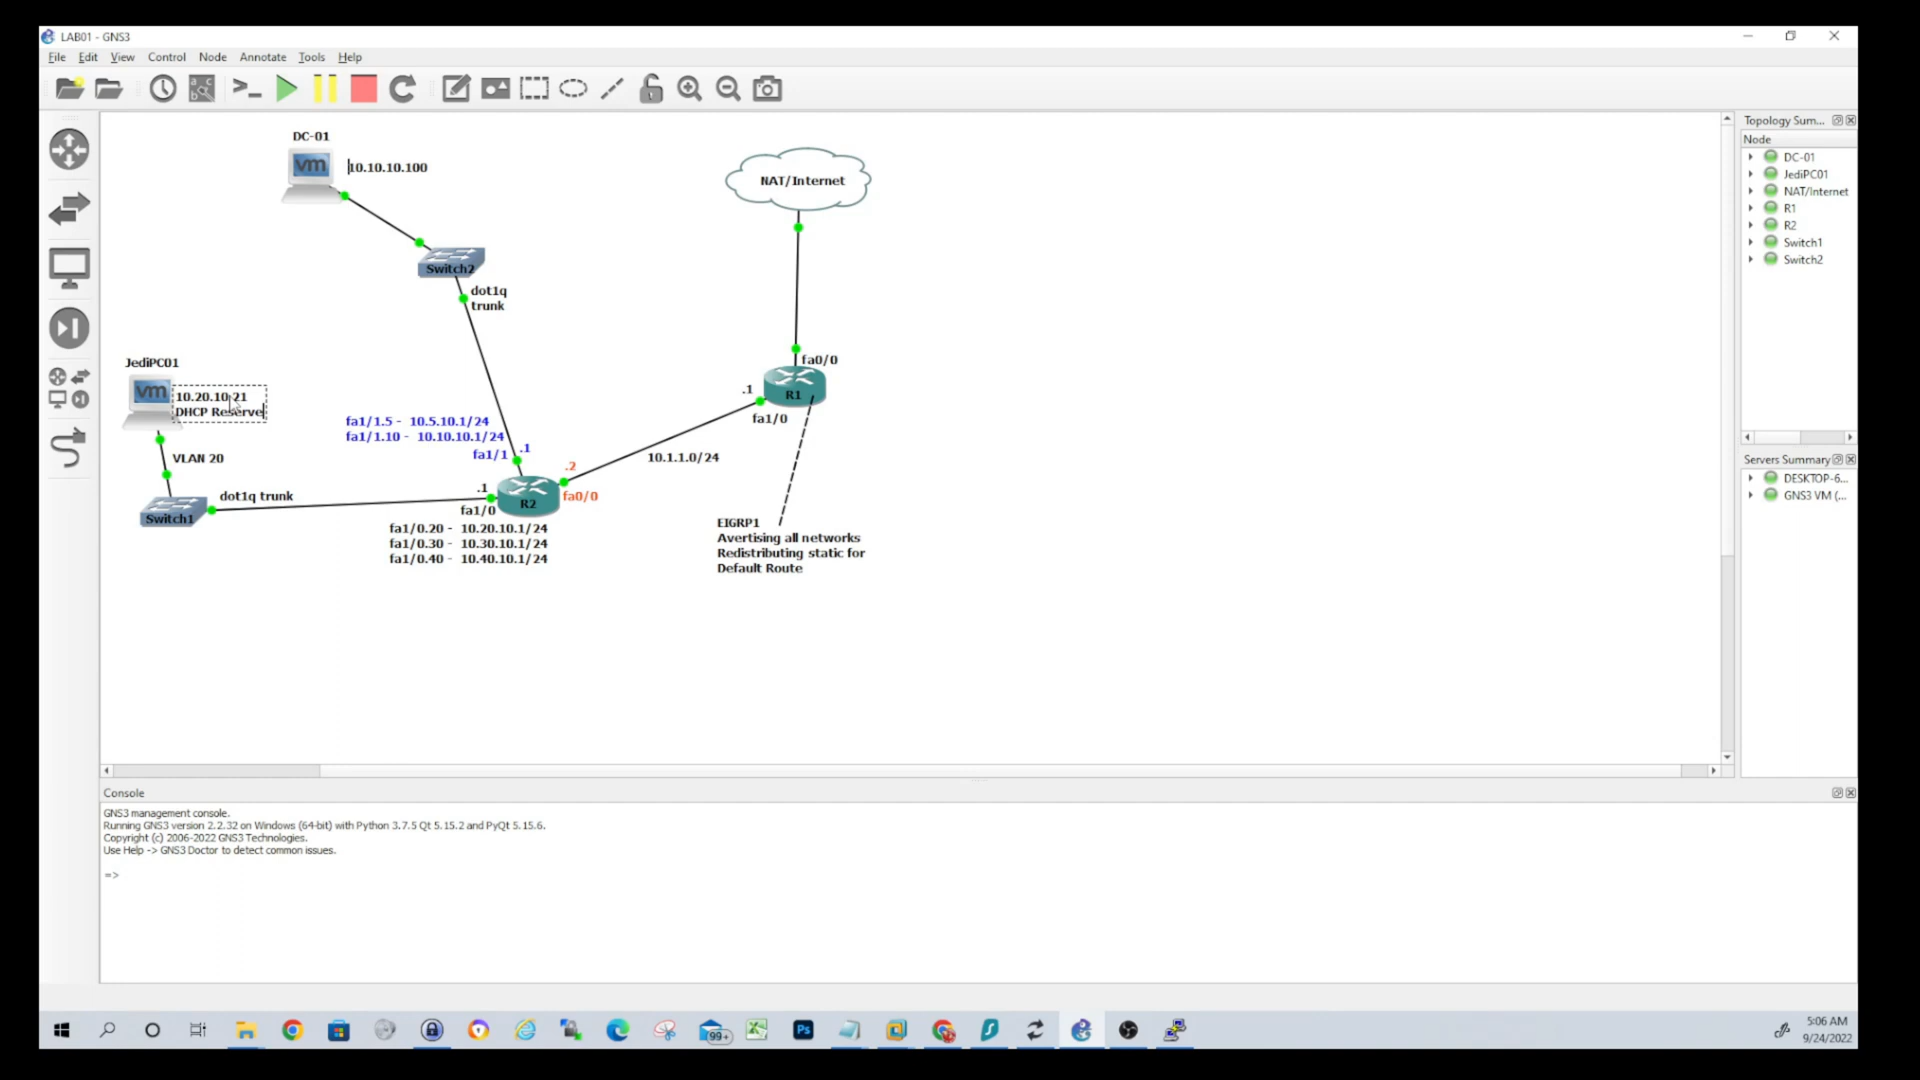 LAB01 - GNS3
File Edit View Control Node Annotate Tools Help
DC-01
10.10.10.100
Switch2
dot1q
trunk
NAT/Internet
fa0/0
R1
.1
fa1/0
JediPC01
10.20.10.21
DHCP Reserve
VLAN 20
Switch1
dot1q trunk
fa1/1.5 - 10.5.10.1/24
fa1/1.10 - 10.10.10.1/24
fa1/1
.1
.2
fa0/0
10.1.1.0/24
.1
R2
fa1/0
fa1/0.20 - 10.20.10.1/24
fa1/0.30 - 10.30.10.1/24
fa1/0.40 - 10.40.10.1/24
EIGRP1
Avertising all networks
Redistributing static for
Default Route
Topology Sum...
Node
DC-01
JediPC01
NAT/Internet
R1
R2
Switch1
Switch2
Servers Summary
DESKTOP-6...
GNS3 VM (...
Console
GNS3 management console.
Running GNS3 version 2.2.32 on Windows (64-bit) with Python 3.7.5 Qt 5.15.2 and PyQt 5.15.6.
Copyright (c) 2006-2022 GNS3 Technologies.
Use Help -> GNS3 Doctor to detect common issues.
=>
99+
Ps
5:06 AM
9/24/2022